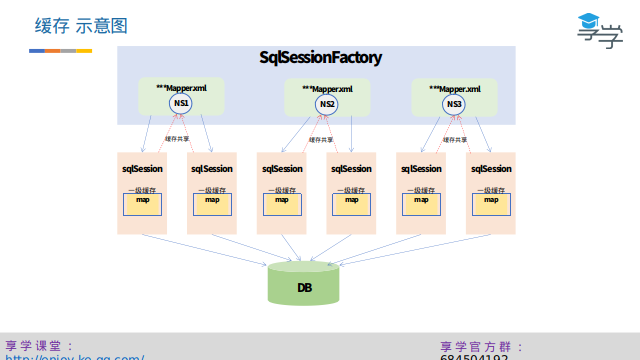 缓存 示意图
享学
SqlSessionFactory
***Mapper.xml ***Mapper.xml ***Mapper.xml
NS1 NS2 NS3
缓存共享 缓存共享 缓存共享
sqlSession sqlSession sqlSession sqlSession sqlSession sqlSession
一级缓存 一级缓存 一级缓存 一级缓存 一级缓存 一级缓存
map map map map map map
DB
享学课堂： 享学官方群：
http://enjoy.ke.qq.com/ 684504192